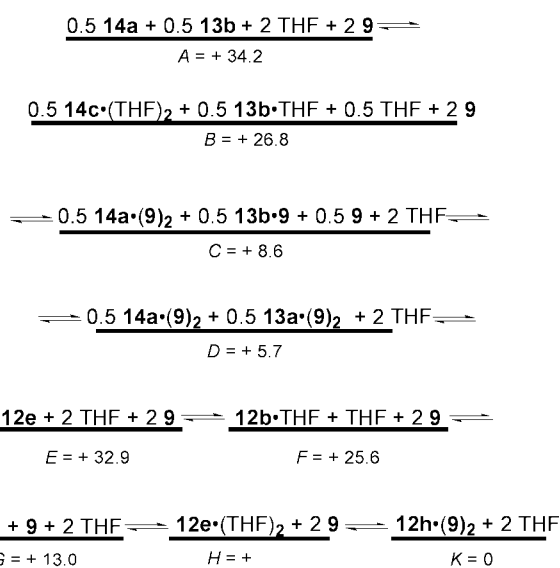 0.5 14a + 0.5 13b + 2 THF + 2 9 ⇌
A = + 34.2
0.5 14c•(THF)₂ + 0.5 13b•THF + 0.5 THF + 2 9
B = + 26.8
⇌ 0.5 14a•(9)₂ + 0.5 13b•9 + 0.5 9 + 2 THF ⇌
C = + 8.6
⇌ 0.5 14a•(9)₂ + 0.5 13a•(9)₂ + 2 THF ⇌
D = + 5.7
12e + 2 THF + 2 9 ⇌ 12b•THF + THF + 2 9 ⇌
E = + 32.9 F = + 25.6
+ 9 + 2 THF ⇌ 12e•(THF)₂ + 2 9 ⇌ 12h•(9)₂ + 2 THF
G = + 13.0 H = + K = 0